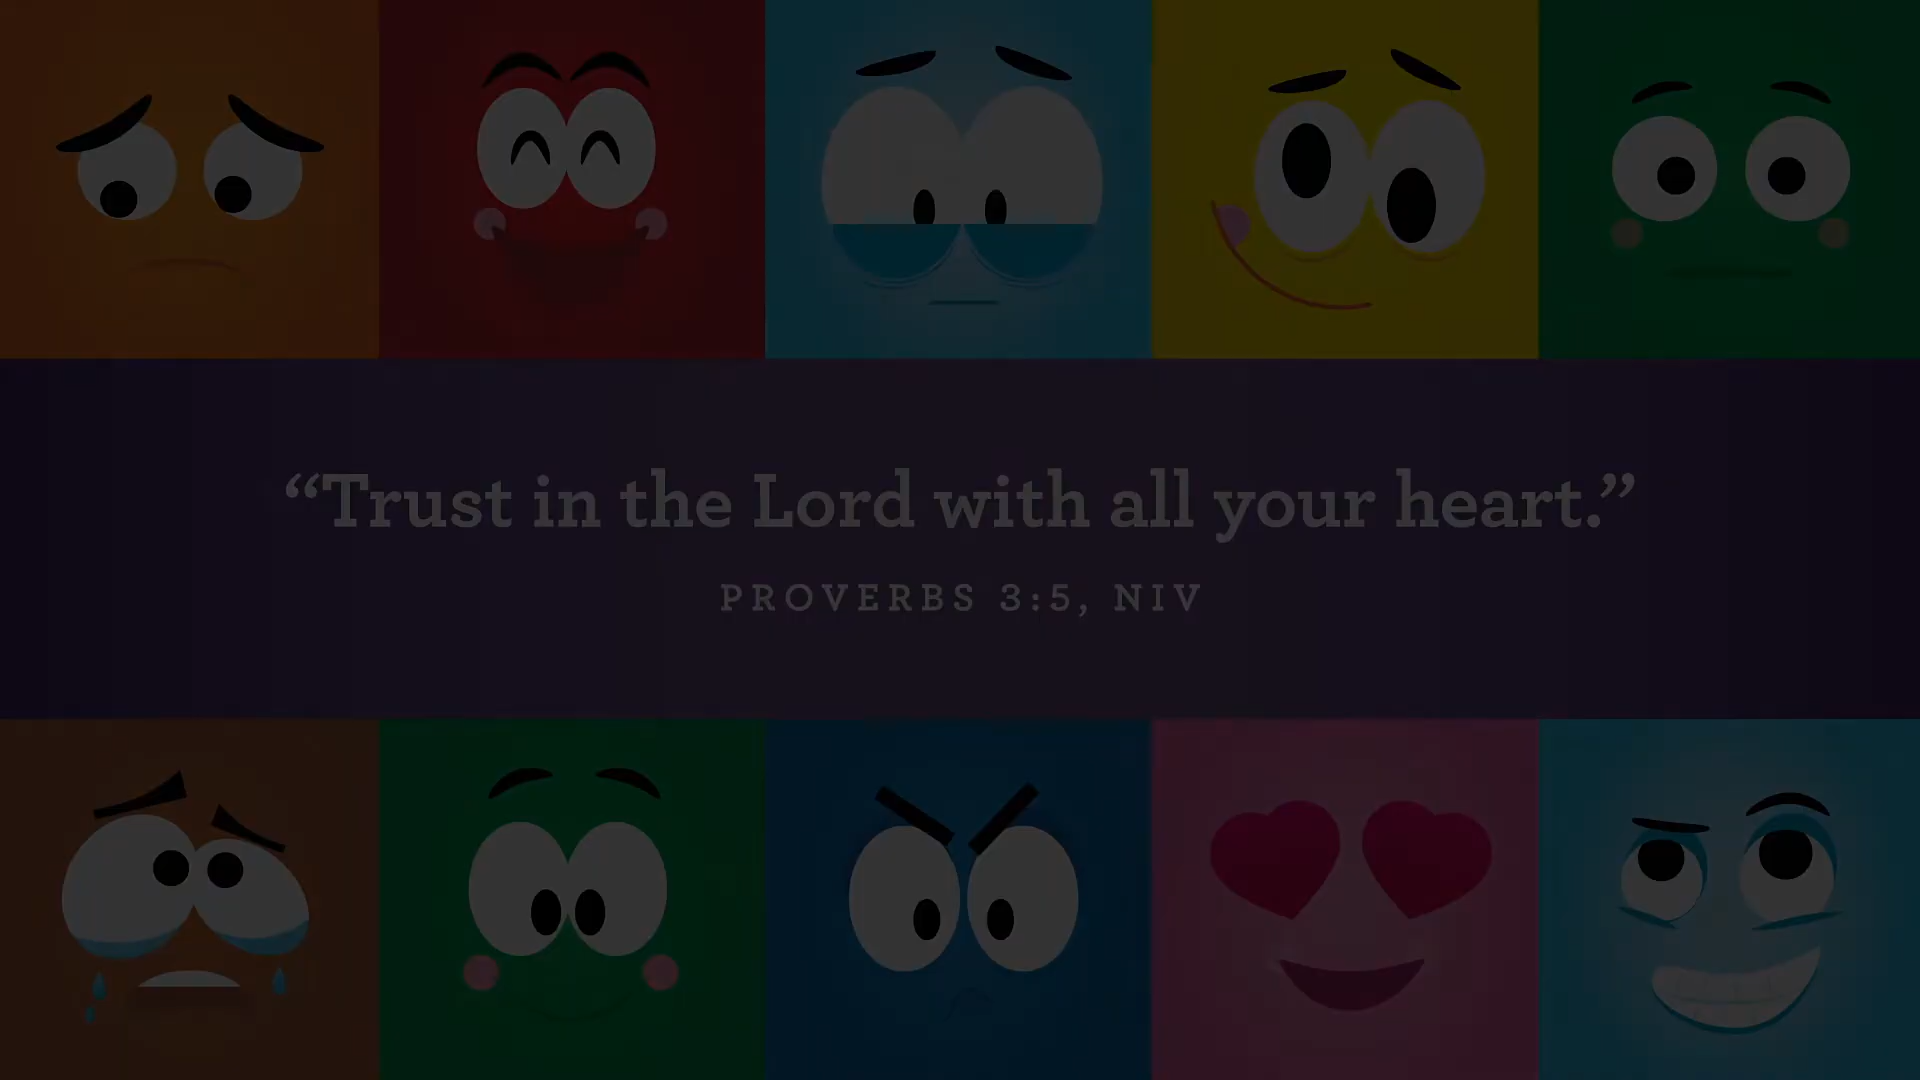 “Trust in the Lord with all your heart.”
PROVERBS 3:5, NIV